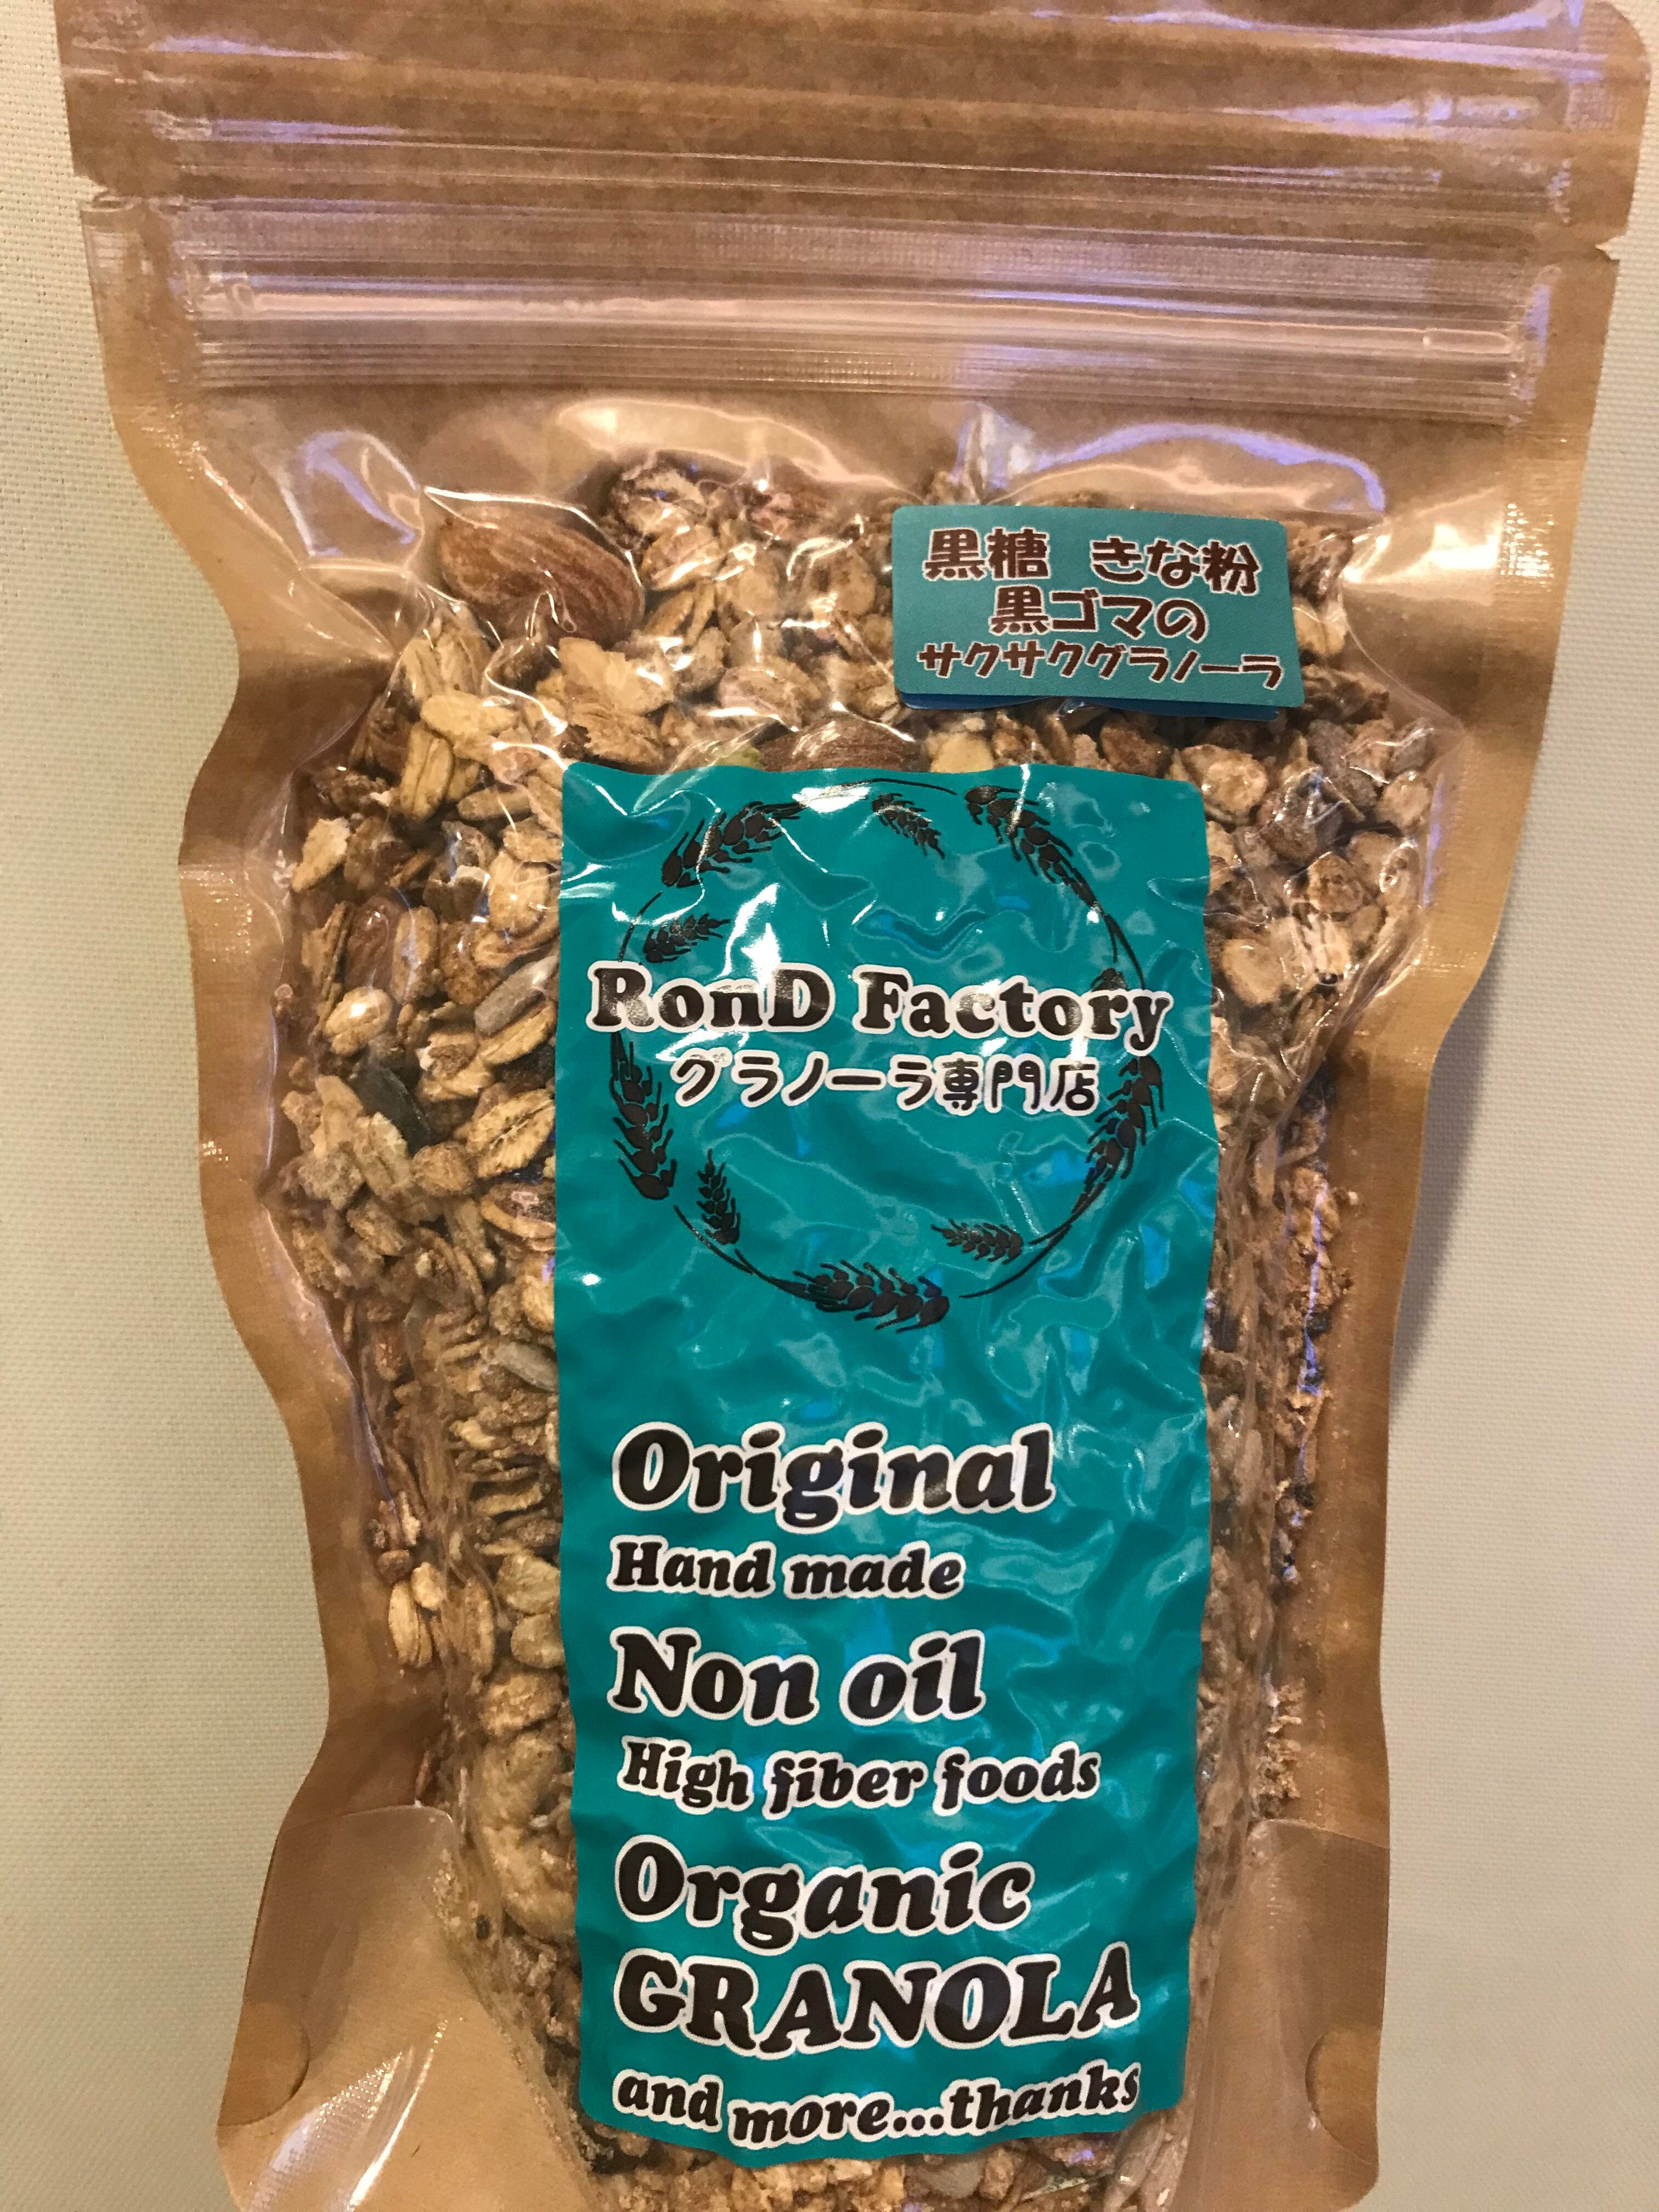 黒糖 きな粉
黒ゴマの
サクサクグラノーラ
RonD Factory
グラノーラ専門店
Original
Hand made
Non oil
High fiber foods
Organic
GRANOLA
and more...thanks